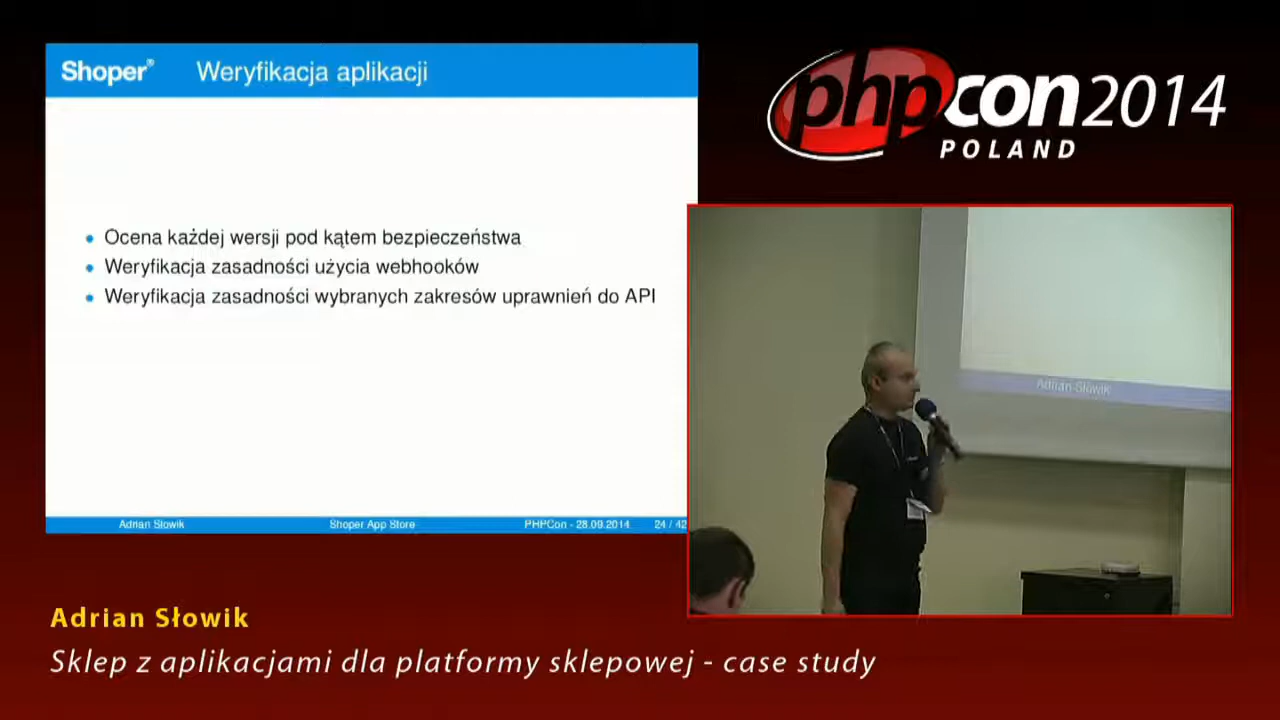 Shoper®
Weryfikacja aplikacji
phpcon2014
POLAND
Ocena każdej wersji pod kątem bezpieczeństwa
Weryfikacja zasadności użycia webhooków
Weryfikacja zasadności wybranych zakresów uprawnień do API
Adrian Słowik
Adrian Słowik
Shoper App Store
PHPCon - 28.09.2014
24 / 42
Adrian Słowik
Sklep z aplikacjami dla platformy sklepowej - case study